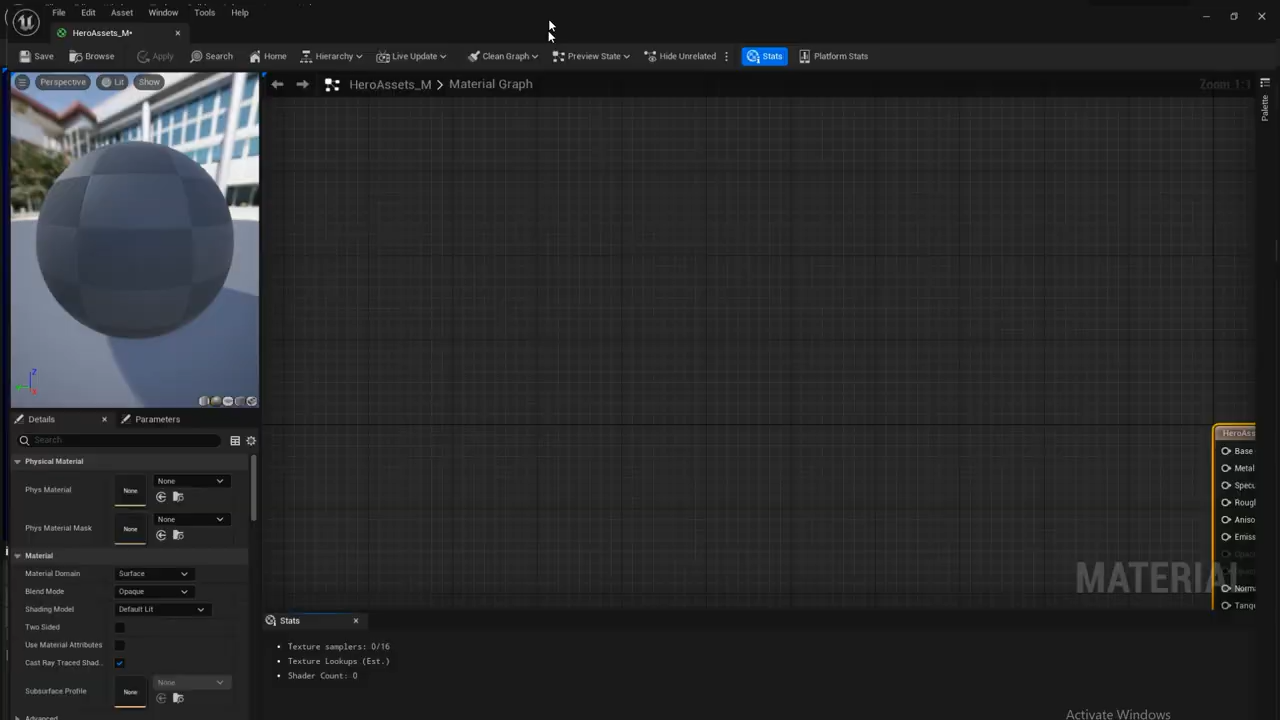 File Edit Asset Window Tools Help
HeroAssets_M•
Save Browse Apply Search Home Hierarchy Live Update Clean Graph Preview State Hide Unrelated Stats Platform Stats
Perspective Lit Show
HeroAssets_M > Material Graph
Zoom 1:1
Palette
Z
Details Parameters
Search
Physical Material
Phys Material None None
Phys Material Mask None None
Material
Material Domain Surface
Blend Mode Opaque
Shading Model Default Lit
Two Sided
Use Material Attributes
Cast Ray Traced Shad...
Subsurface Profile None None
Advanced
HeroAss
Base
Metal
Specu
Rough
Aniso
Emiss
Norma
Tange
MATERIAL
Stats
Texture samplers: 0/16
Texture Lookups (Est.)
Shader Count: 0
Activate Windows